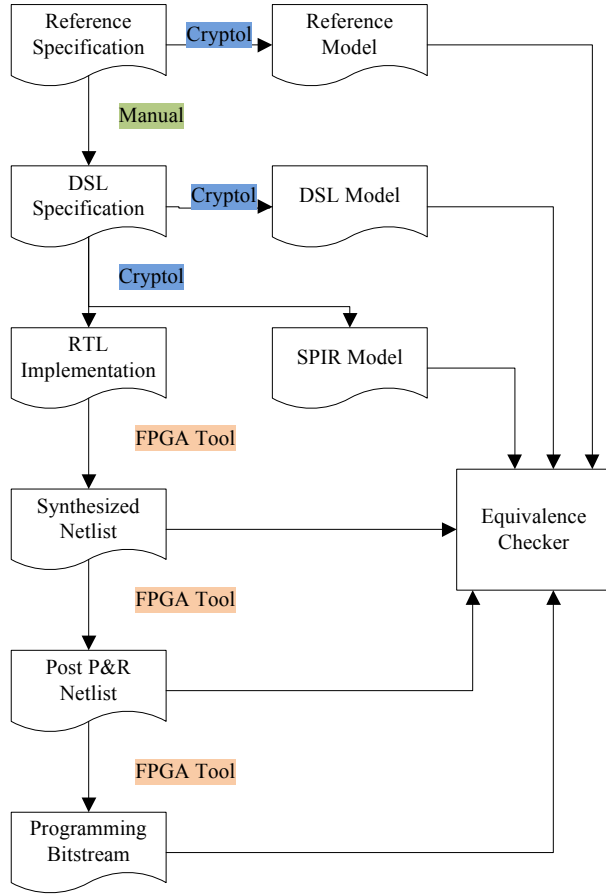 Reference
Specification
Cryptol
Reference
Model
Manual
DSL
Specification
Cryptol
DSL Model
Cryptol
RTL
Implementation
SPIR Model
FPGA Tool
Synthesized
Netlist
Equivalence
Checker
FPGA Tool
Post P&R
Netlist
FPGA Tool
Programming
Bitstream